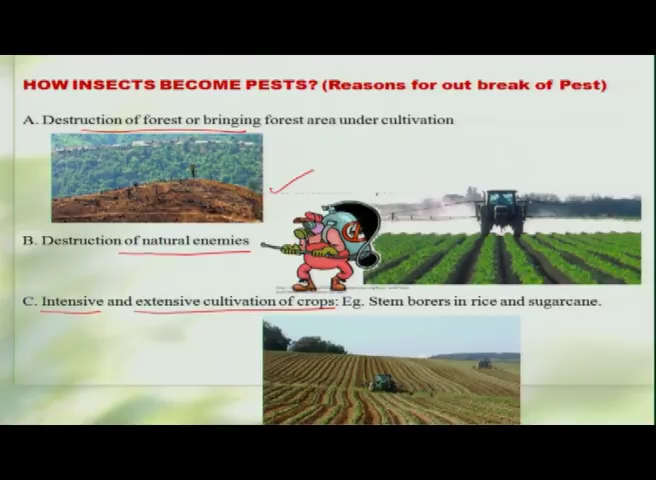 HOW INSECTS BECOME PESTS? (Reasons for out break of Pest)
A. Destruction of forest or bringing forest area under cultivation
B. Destruction of natural enemies
C. Intensive and extensive cultivation of crops: Eg. Stem borers in rice and sugarcane.